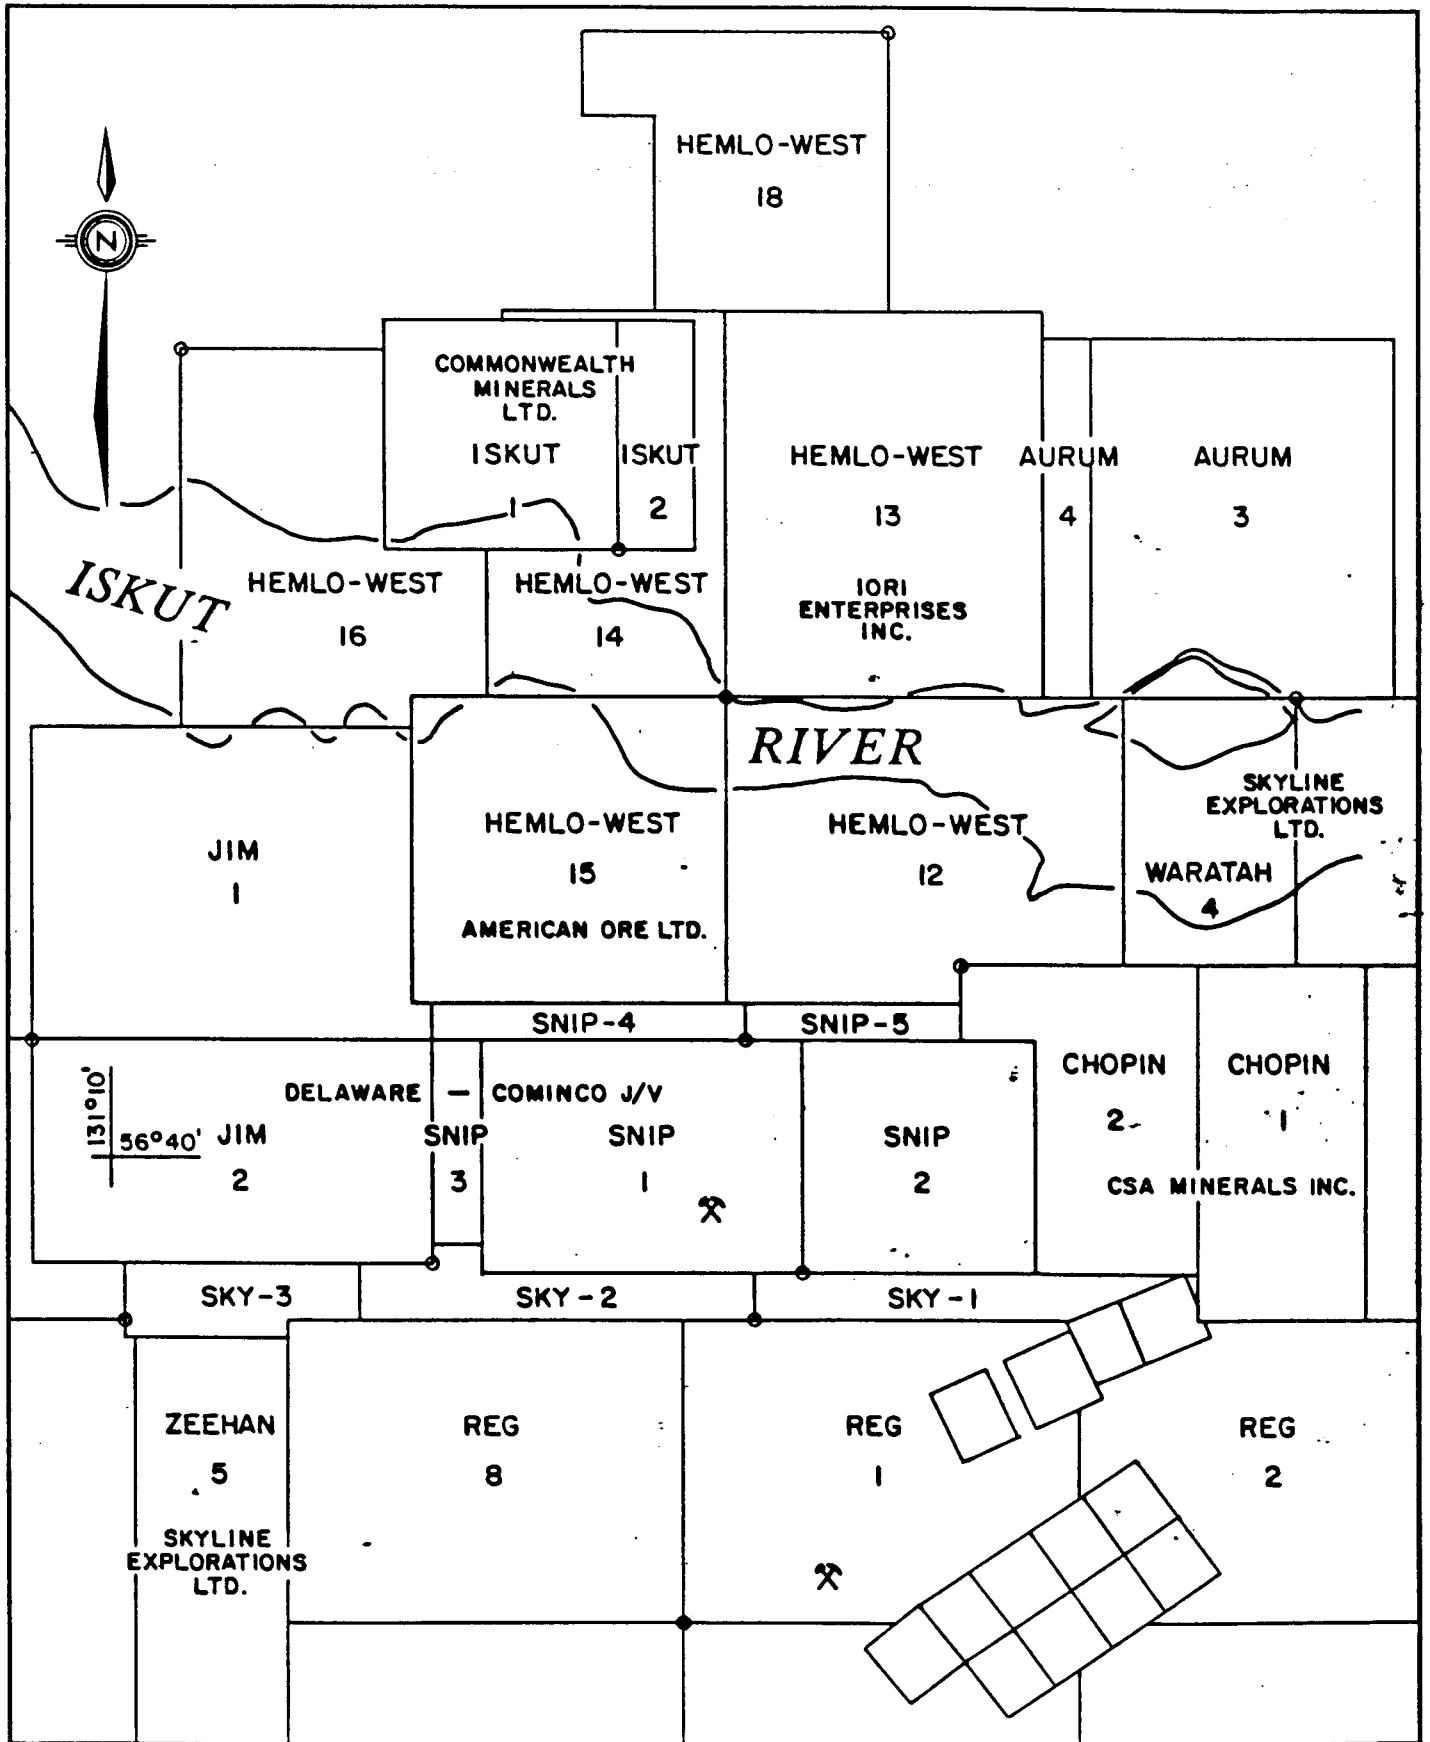 HEMLO-WEST
18
N
COMMONWEALTH
MINERALS
LTD.
ISKUT
1
ISKUT
2
HEMLO-WEST
13
IORI
ENTERPRISES
INC.
AURUM
4
AURUM
3
ISKUT
HEMLO-WEST
16
HEMLO-WEST
14
RIVER
JIM
1
HEMLO-WEST
15
AMERICAN ORE LTD.
HEMLO-WEST
12
SKYLINE
EXPLORATIONS
LTD.
WARATAH
4
SNIP-4
SNIP-5
CHOPIN
2
CHOPIN
1
CSA MINERALS INC.
131°10'
56°40'
JIM
2
DELAWARE — COMINCO J/V
SNIP
3
SNIP
1
SNIP
2
SKY-3
SKY-2
SKY-1
ZEEHAN
5
SKYLINE
EXPLORATIONS
LTD.
REG
8
REG
1
REG
2